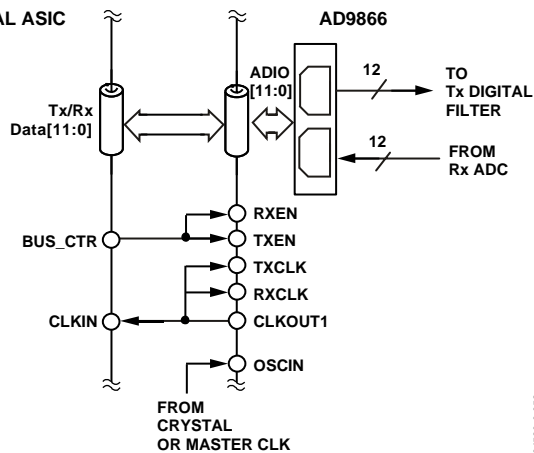 AL ASIC
AD9866
Tx/Rx
Data[11:0]
ADIO
[11:0]
12
TO
Tx DIGITAL
FILTER
12
FROM
Rx ADC
RXEN
BUS_CTR
TXEN
TXCLK
RXCLK
CLKIN
CLKOUT1
OSCIN
FROM
CRYSTAL
OR MASTER CLK